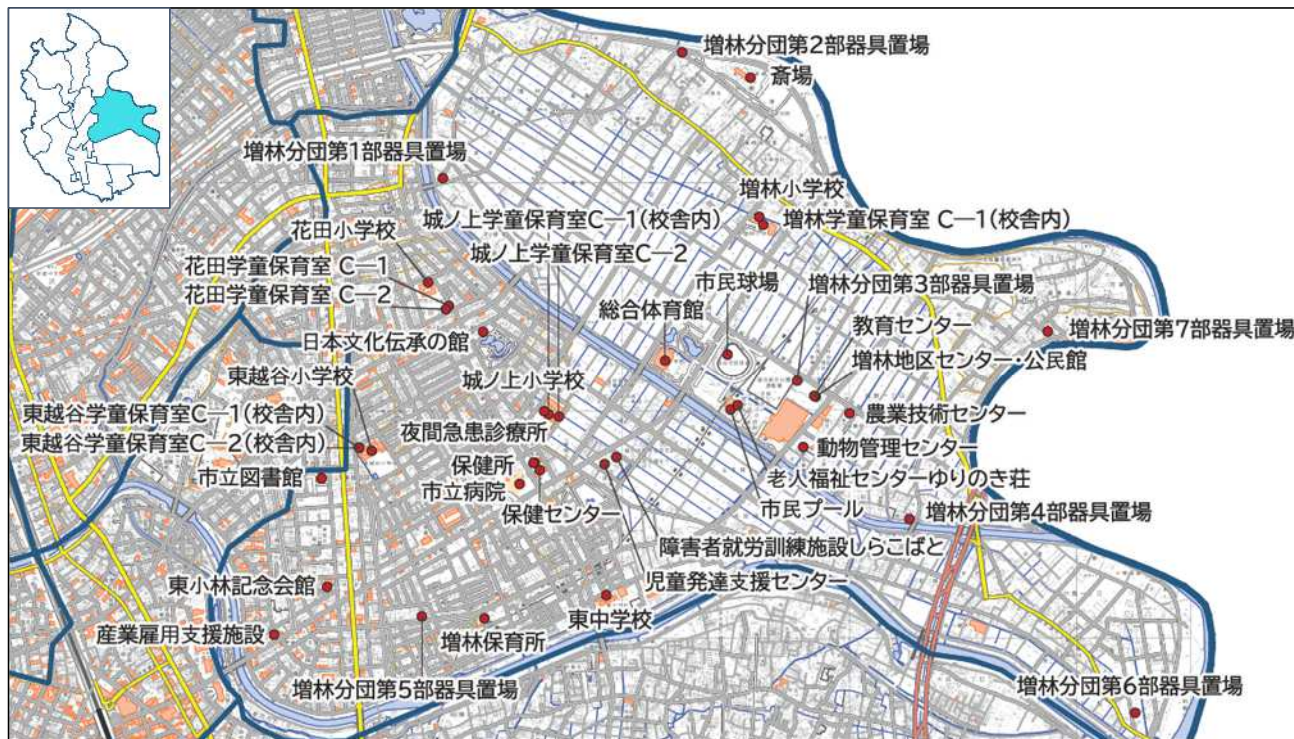 増林分団第2部器具置場
斎場
増林分団第1部器具置場
増林小学校
城ノ上学童保育室C―1(校舎内)
増林学童保育室 C―1(校舎内)
花田小学校
城ノ上学童保育室C―2
花田学童保育室 C―1
市民球場
増林分団第3部器具置場
花田学童保育室 C―2
総合体育館
教育センター
日本文化伝承の館
増林分団第7部器具置場
増林地区センター・公民館
東越谷小学校
城ノ上小学校
東越谷学童保育室C―1(校舎内)
農業技術センター
夜間急患診療所
東越谷学童保育室C―2(校舎内)
動物管理センター
保健所
市立図書館
老人福祉センターゆりのき荘
市立病院
市民プール
保健センター
増林分団第4部器具置場
障害者就労訓練施設しらこばと
東小林記念会館
児童発達支援センター
東中学校
産業雇用支援施設
増林保育所
増林分団第5部器具置場
増林分団第6部器具置場